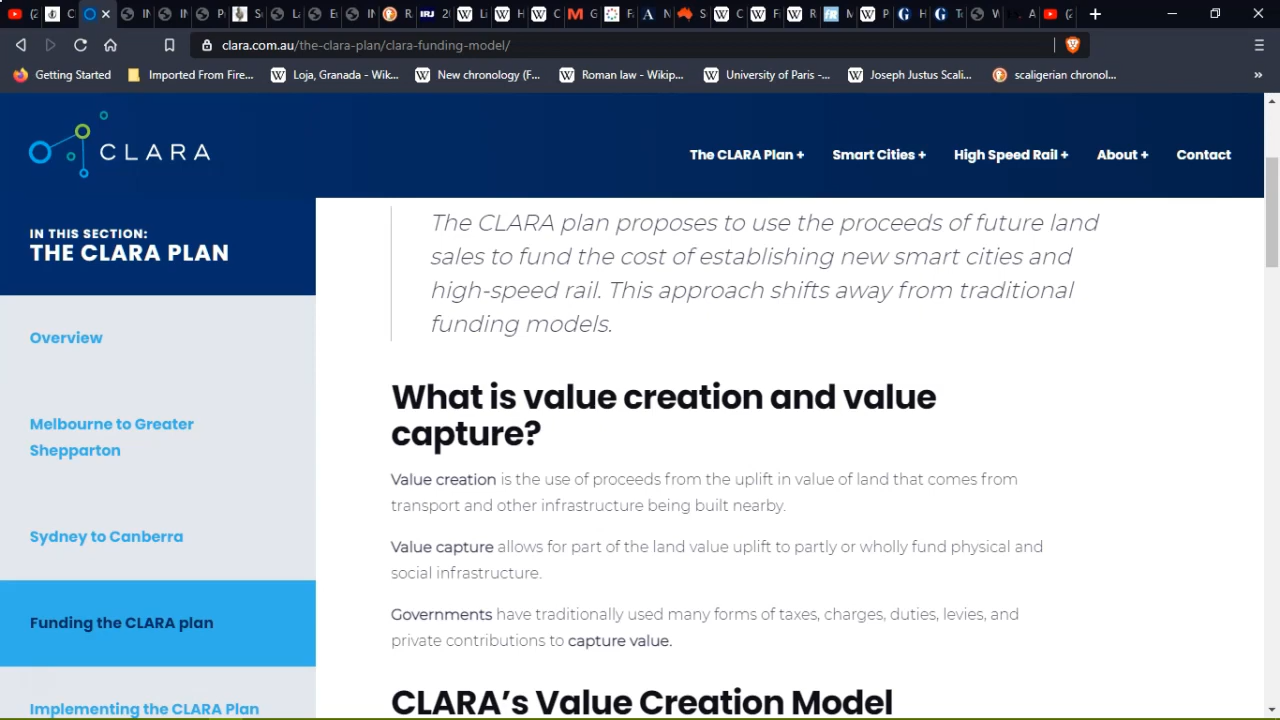 (2
C
IN
IN
P
S
L
E
IN
R
IRJ 20
Li
H
C
G
R
N
S
C
F
R
M
P
H
T
W
A
(2
clara.com.au/the-clara-plan/clara-funding-model/
Getting Started
Imported From Fire...
Loja, Granada - Wik...
New chronology (F...
Roman law - Wikip...
University of Paris -...
Joseph Justus Scali...
scaligerian chronol...
CLARA
The CLARA Plan +
Smart Cities +
High Speed Rail +
About +
Contact
IN THIS SECTION:
THE CLARA PLAN
Overview
Melbourne to Greater
Shepparton
Sydney to Canberra
Funding the CLARA plan
Implementing the CLARA Plan
The CLARA plan proposes to use the proceeds of future land
sales to fund the cost of establishing new smart cities and
high-speed rail. This approach shifts away from traditional
funding models.
What is value creation and value
capture?
Value creation is the use of proceeds from the uplift in value of land that comes from
transport and other infrastructure being built nearby.
Value capture allows for part of the land value uplift to partly or wholly fund physical and
social infrastructure.
Governments have traditionally used many forms of taxes, charges, duties, levies, and
private contributions to capture value.
CLARA's Value Creation Model